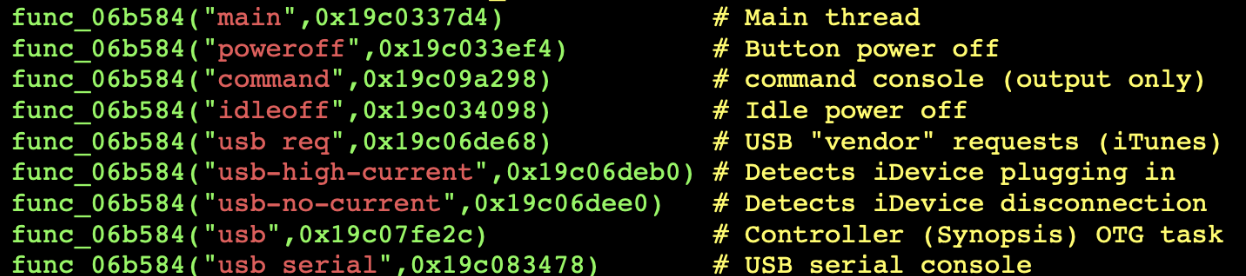 func_06b584("main",0x19c0337d4) # Main thread
func_06b584("poweroff",0x19c033ef4) # Button power off
func_06b584("command",0x19c09a298) # command console (output only)
func_06b584("idleoff",0x19c034098) # Idle power off
func_06b584("usb req",0x19c06de68) # USB "vendor" requests (iTunes)
func_06b584("usb-high-current",0x19c06deb0) # Detects iDevice plugging in
func_06b584("usb-no-current",0x19c06dee0) # Detects iDevice disconnection
func_06b584("usb",0x19c07fe2c) # Controller (Synopsis) OTG task
func_06b584("usb serial",0x19c083478) # USB serial console